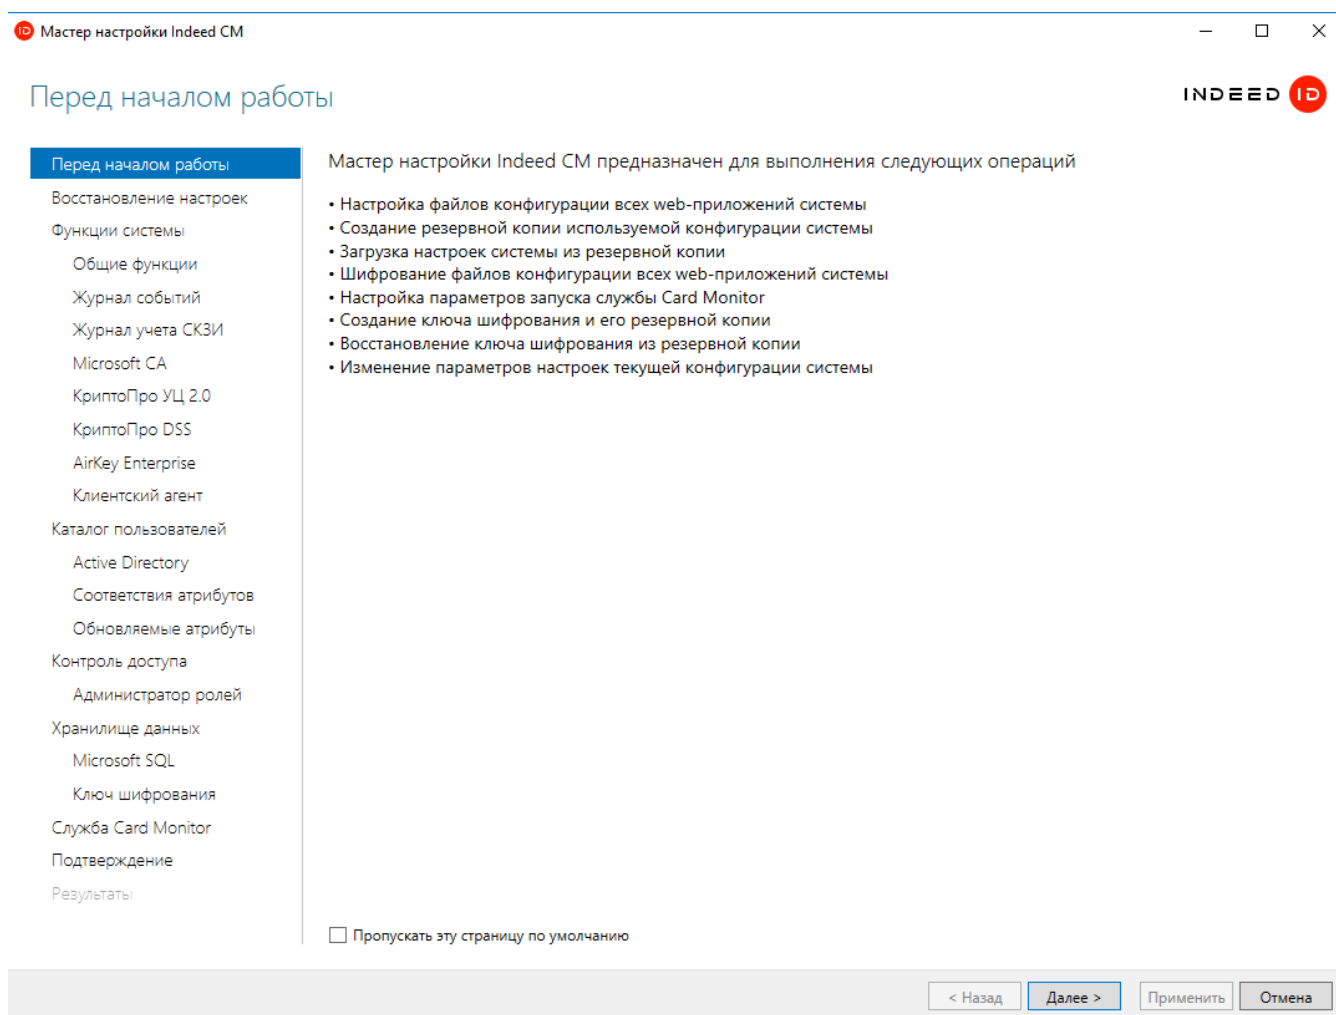 Мастер настройки Indeed CM
Перед началом работы
INDEED ID
Перед началом работы
Восстановление настроек
Функции системы
Общие функции
Журнал событий
Журнал учета СКЗИ
Microsoft CA
КриптоПро УЦ 2.0
КриптоПро DSS
AirKey Enterprise
Клиентский агент
Каталог пользователей
Active Directory
Соответствия атрибутов
Обновляемые атрибуты
Контроль доступа
Администратор ролей
Хранилище данных
Microsoft SQL
Ключ шифрования
Служба Card Monitor
Подтверждение
Результаты
Мастер настройки Indeed CM предназначен для выполнения следующих операций
• Настройка файлов конфигурации всех web-приложений системы
• Создание резервной копии используемой конфигурации системы
• Загрузка настроек системы из резервной копии
• Шифрование файлов конфигурации всех web-приложений системы
• Настройка параметров запуска службы Card Monitor
• Создание ключа шифрования и его резервной копии
• Восстановление ключа шифрования из резервной копии
• Изменение параметров настроек текущей конфигурации системы
Пропускать эту страницу по умолчанию
< Назад Далее > Применить Отмена